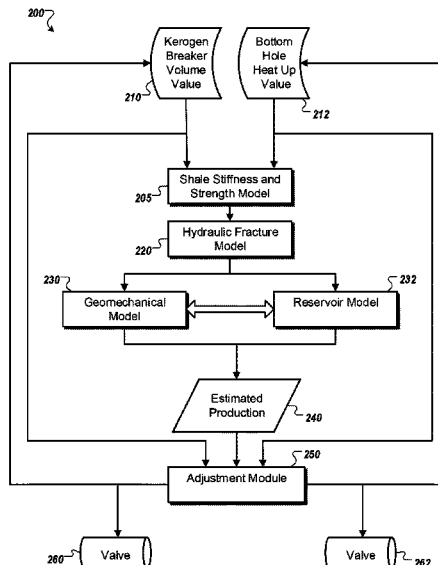 200
Kerogen
Breaker
Volume
Value
210
Bottom
Hole
Heat Up
Value
212
Shale Stiffness and
Strength Model
205
Hydraulic Fracture
Model
220
230
Geomechanical
Model
232
Reservoir Model
Estimated
Production
240
250
Adjustment Module
260
Valve
Valve
262